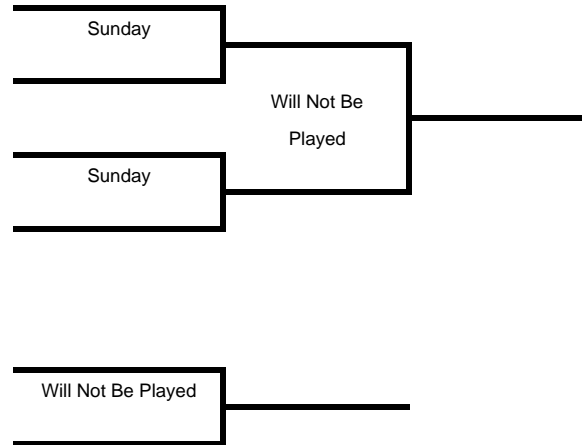 Sunday
Will Not Be
Played
Sunday
Will Not Be Played